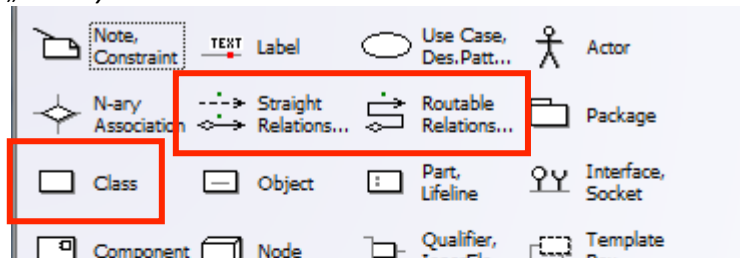 Note,
Constraint
TEXT
Label
Use Case,
Des.Patt...
Actor
N-ary
Association
Straight
Relations...
Routable
Relations...
Package
Class
Object
Part,
Lifeline
Interface,
Socket
Component
Node
Qualifier,
Template